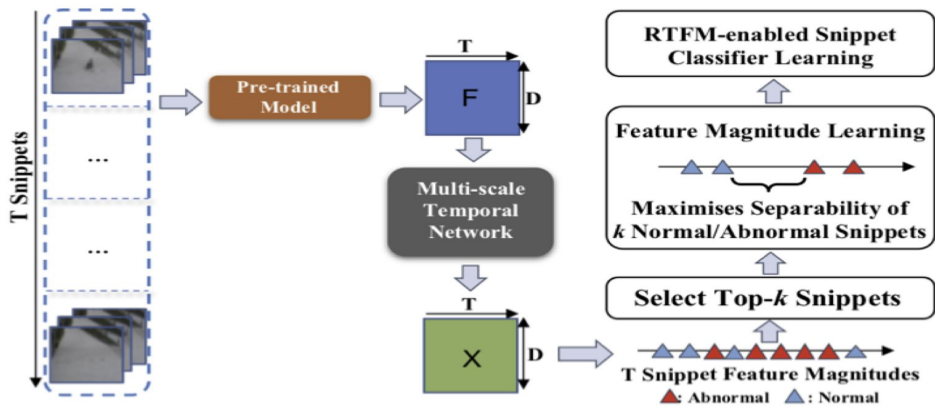 T Snippets
...
...
Pre-trained
Model
T
F
D
Multi-scale
Temporal
Network
T
X
D
T Snippet Feature Magnitudes
: Abnormal
: Normal
Select Top-k Snippets
Feature Magnitude Learning
Maximises Separability of
k Normal/Abnormal Snippets
RTFM-enabled Snippet
Classifier Learning